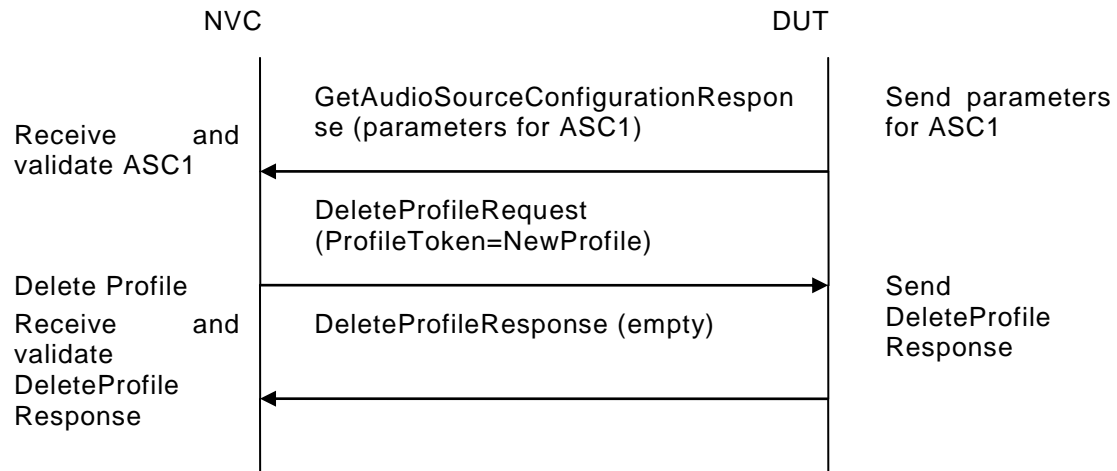 NVC
DUT
GetAudioSourceConfigurationRespon
se (parameters for ASC1)
Send parameters
for ASC1
Receive and
validate ASC1
DeleteProfileRequest
(ProfileToken=NewProfile)
Delete Profile
Send
DeleteProfile
Response
Receive and
validate
DeleteProfile
Response
DeleteProfileResponse (empty)